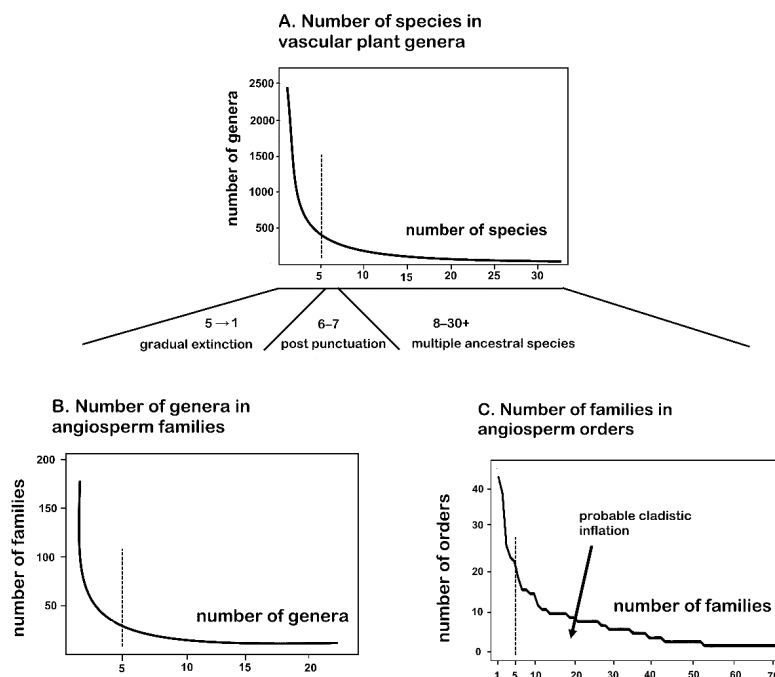 A. Number of species in
vascular plant genera
number of genera
2500
2000
1500
1000
500
number of species
5
10
15
20
25
30
5 → 1
gradual extinction
6–7
post punctuation
8–30+
multiple ancestral species
B. Number of genera in
angiosperm families
number of families
200
150
100
50
number of genera
5
10
15
20
C. Number of families in
angiosperm orders
number of orders
40
30
20
10
0
probable cladistic
inflation
number of families
1
5
10
20
30
40
50
60
70